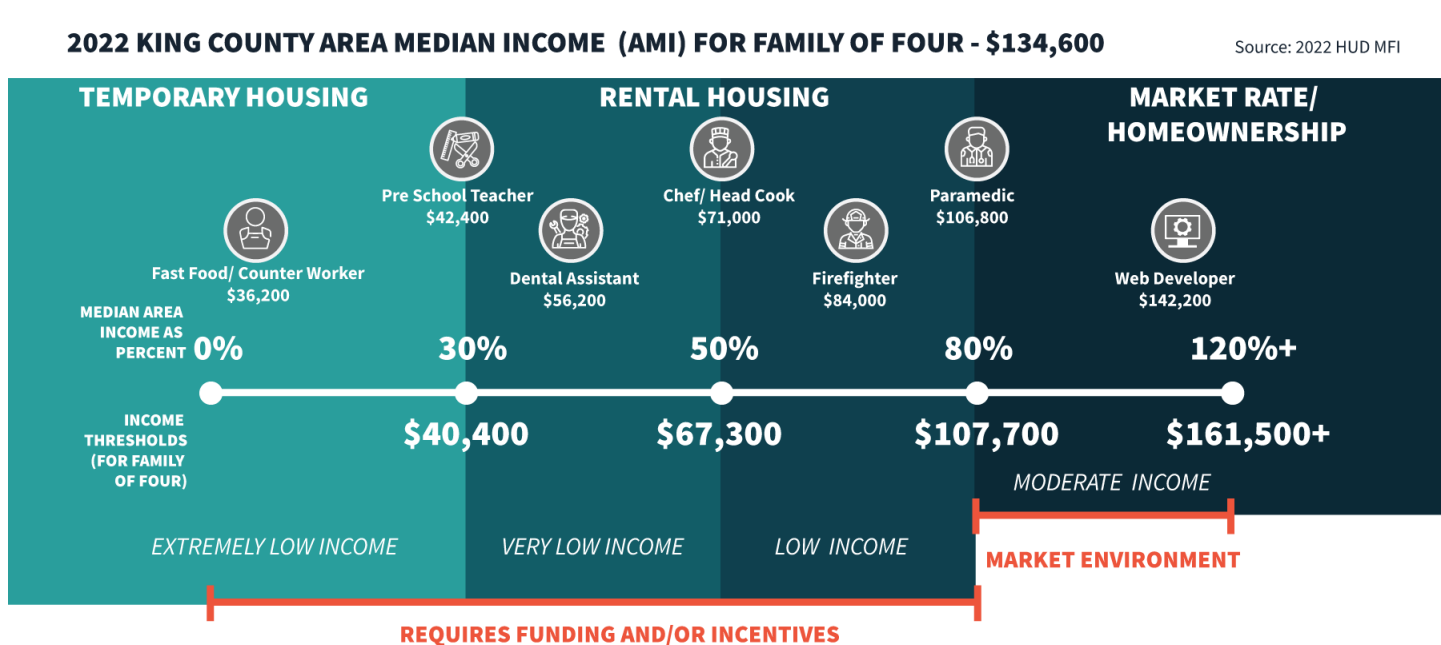 2022 KING COUNTY AREA MEDIAN INCOME (AMI) FOR FAMILY OF FOUR - $134,600
Source: 2022 HUD MFI
TEMPORARY HOUSING
RENTAL HOUSING
MARKET RATE/
HOMEOWNERSHIP
Pre School Teacher
$42,400
Chef/ Head Cook
$71,000
Paramedic
$106,800
Fast Food/ Counter Worker
$36,200
Dental Assistant
$56,200
Firefighter
$84,000
Web Developer
$142,200
MEDIAN AREA
INCOME AS
PERCENT
0%
30%
50%
80%
120%+
INCOME
THRESHOLDS
(FOR FAMILY
OF FOUR)
$40,400
$67,300
$107,700
$161,500+
MODERATE INCOME
EXTREMELY LOW INCOME
VERY LOW INCOME
LOW INCOME
MARKET ENVIRONMENT
REQUIRES FUNDING AND/OR INCENTIVES